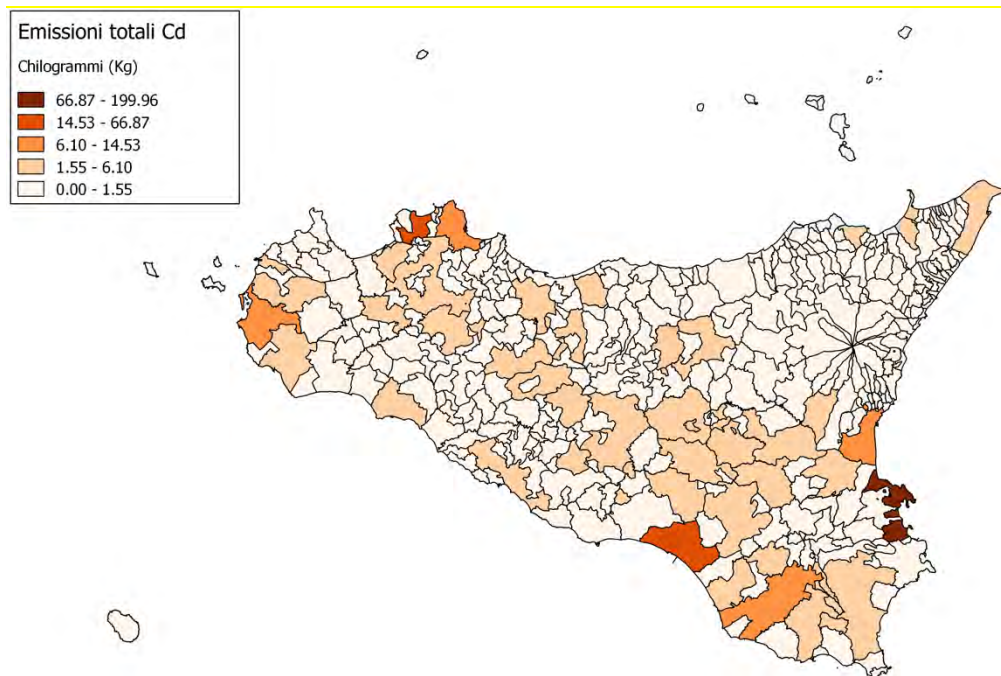 Emissioni totali Cd
Chilogrammi (Kg)
66.87 - 199.96
14.53 - 66.87
6.10 - 14.53
1.55 - 6.10
0.00 - 1.55